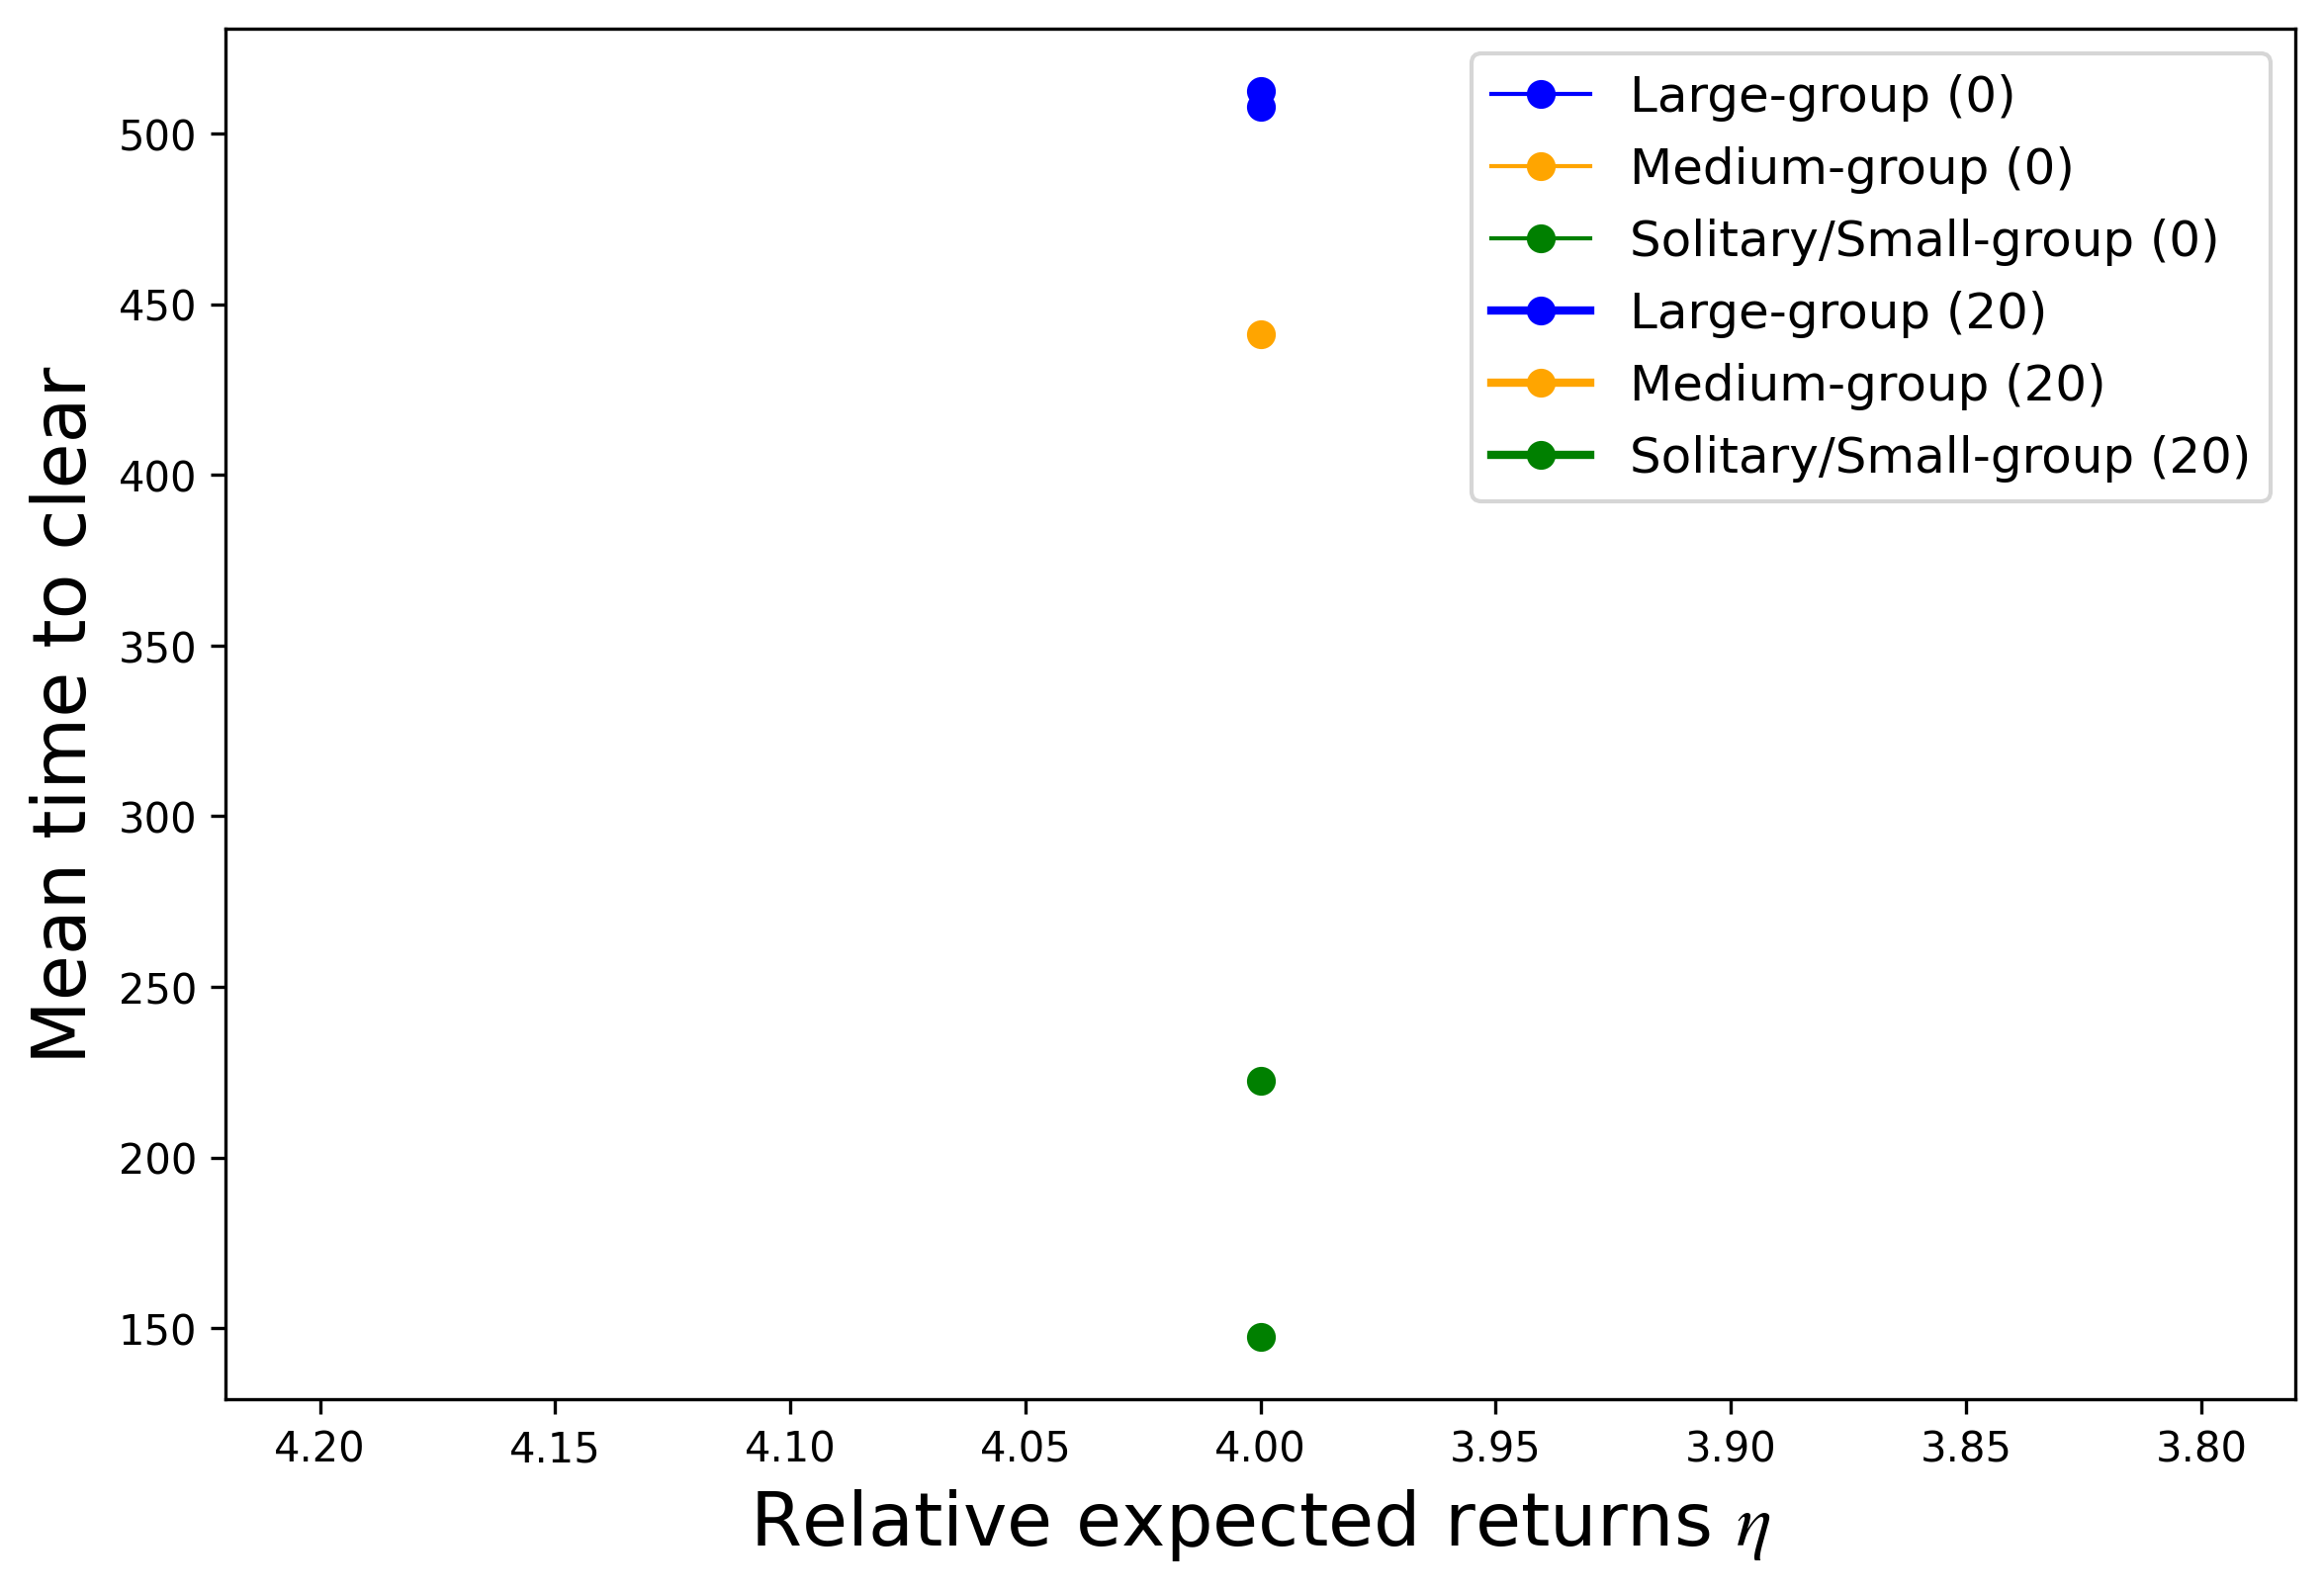 Large-group (0)
Medium-group (0)
Solitary/Small-group (0)
Large-group (20)
Medium-group (20)
Solitary/Small-group (20)
500
450
400
350
300
250
200
150
Mean time to clear
4.20 4.15 4.10 4.05 4.00 3.95 3.90 3.85 3.80
Relative expected returns η